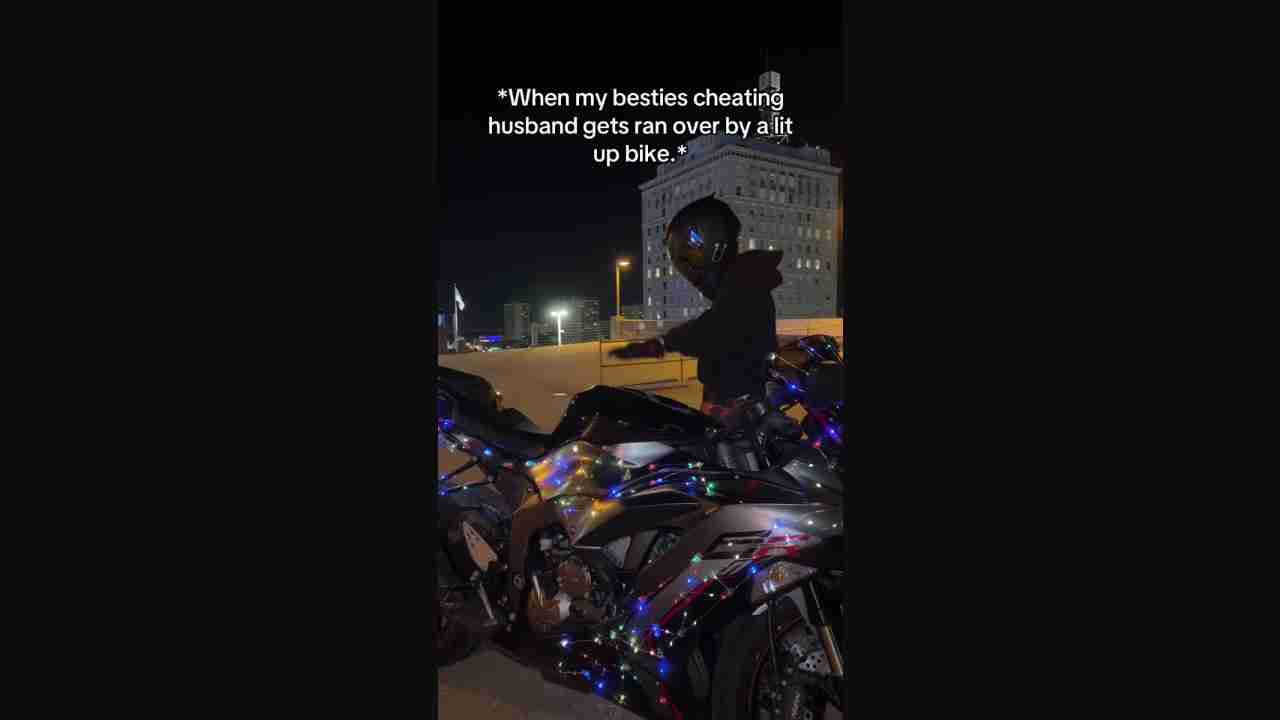 *When my besties cheating
husband gets ran over by a lit
up bike.*